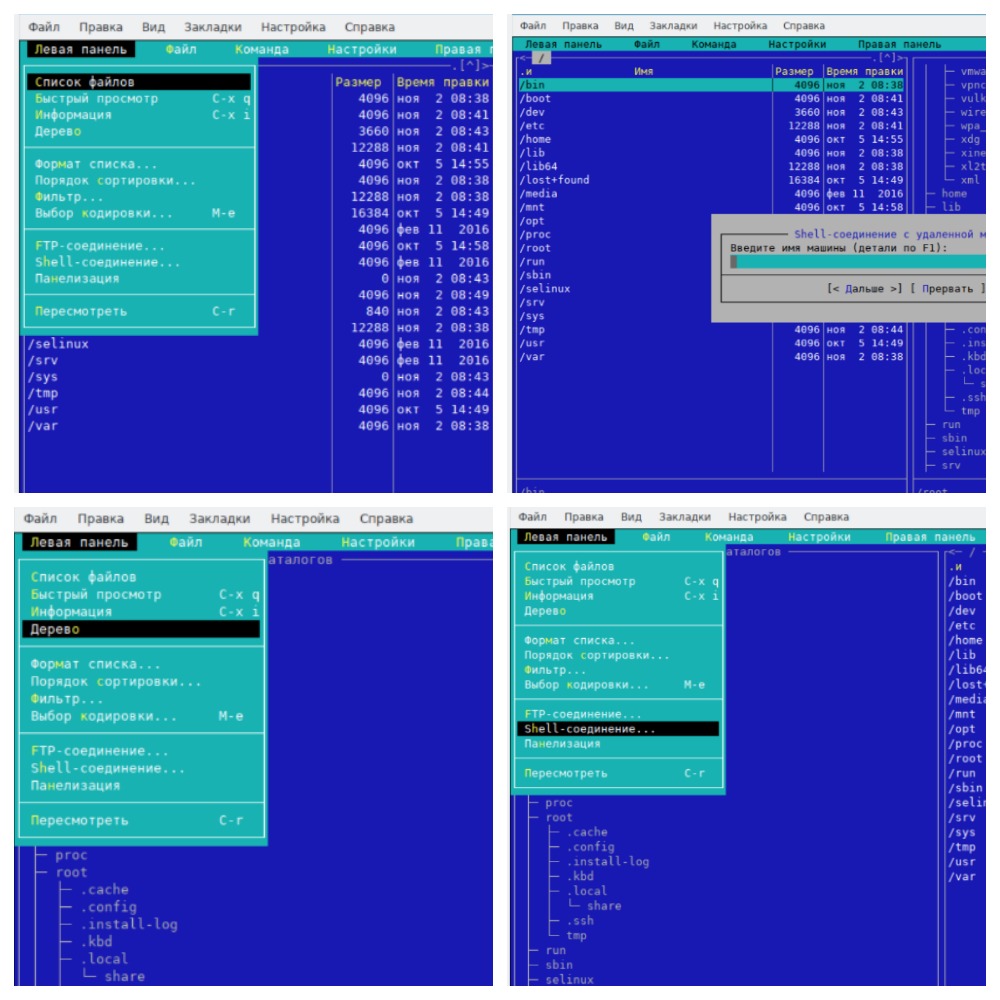 Файл Правка Вид Закладки Настройка Справка
Левая панель Файл Команда Настройки Правая
.[^]>
Список файлов
Быстрый просмотр C-x q
Информация C-x i
Дерево
Формат списка...
Порядок сортировки...
Фильтр...
Выбор кодировки... M-e
FTP-соединение...
Shell-соединение...
Панелизация
Пересмотреть C-r
Размер Время правки
4096 ноя 2 08:38
4096 ноя 2 08:41
3660 ноя 2 08:43
12288 ноя 2 08:41
4096 окт 5 14:55
4096 ноя 2 08:38
12288 ноя 2 08:38
16384 окт 5 14:49
4096 фев 11 2016
4096 окт 5 14:58
4096 фев 11 2016
0 ноя 2 08:43
4096 ноя 2 08:49
840 ноя 2 08:43
12288 ноя 2 08:38
/selinux 4096 фев 11 2016
/srv 4096 фев 11 2016
/sys 0 ноя 2 08:43
/tmp 4096 ноя 2 08:44
/usr 4096 окт 5 14:49
/var 4096 ноя 2 08:38
Файл Правка Вид Закладки Настройка Справка
Левая панель Файл Команда Настройки Правая панель
<─ / .[^]>
.и Имя Размер Время правки
/bin 4096 ноя 2 08:38
/boot 4096 ноя 2 08:41
/dev 3660 ноя 2 08:43
/etc 12288 ноя 2 08:41
/home 4096 окт 5 14:55
/lib 4096 ноя 2 08:38
/lib64 12288 ноя 2 08:38
/lost+found 16384 окт 5 14:49
/media 4096 фев 11 2016
/mnt 4096 окт 5 14:58
/opt
/proc
/root
/run
/sbin
/selinux
/srv
/sys
/tmp 4096 ноя 2 08:44
/usr 4096 окт 5 14:49
/var 4096 ноя 2 08:38
/bin
vmwa
vpnc
vulk
wire
wpa_
xdg
xine
xl2t
xml
home
lib
Shell-соединение с удаленной м
Введите имя машины (детали по F1):
[< Дальше >] [ Прервать ]
.con
.ins
.kbd
.loc
s
.ssh
tmp
run
sbin
selinux
srv
/root
Файл Правка Вид Закладки Настройка Справка
Левая панель Файл Команда Настройки Права
аталогов
Список файлов
Быстрый просмотр C-x q
Информация C-x i
Дерево
Формат списка...
Порядок сортировки...
Фильтр...
Выбор кодировки... M-e
FTP-соединение...
Shell-соединение...
Панелизация
Пересмотреть C-r
proc
root
.cache
.config
.install-log
.kbd
.local
share
Файл Правка Вид Закладки Настройка Справка
Левая панель Файл Команда Настройки Правая панель
аталогов
Список файлов
Быстрый просмотр C-x q
Информация C-x i
Дерево
Формат списка...
Порядок сортировки...
Фильтр...
Выбор кодировки... M-e
FTP-соединение...
Shell-соединение...
Панелизация
Пересмотреть C-r
proc
root
.cache
.config
.install-log
.kbd
.local
share
.ssh
tmp
run
sbin
selinux
<─ /
.и
/bin
/boot
/dev
/etc
/home
/lib
/lib64
/lost+
/media
/mnt
/opt
/proc
/root
/run
/sbin
/selin
/srv
/sys
/tmp
/usr
/var